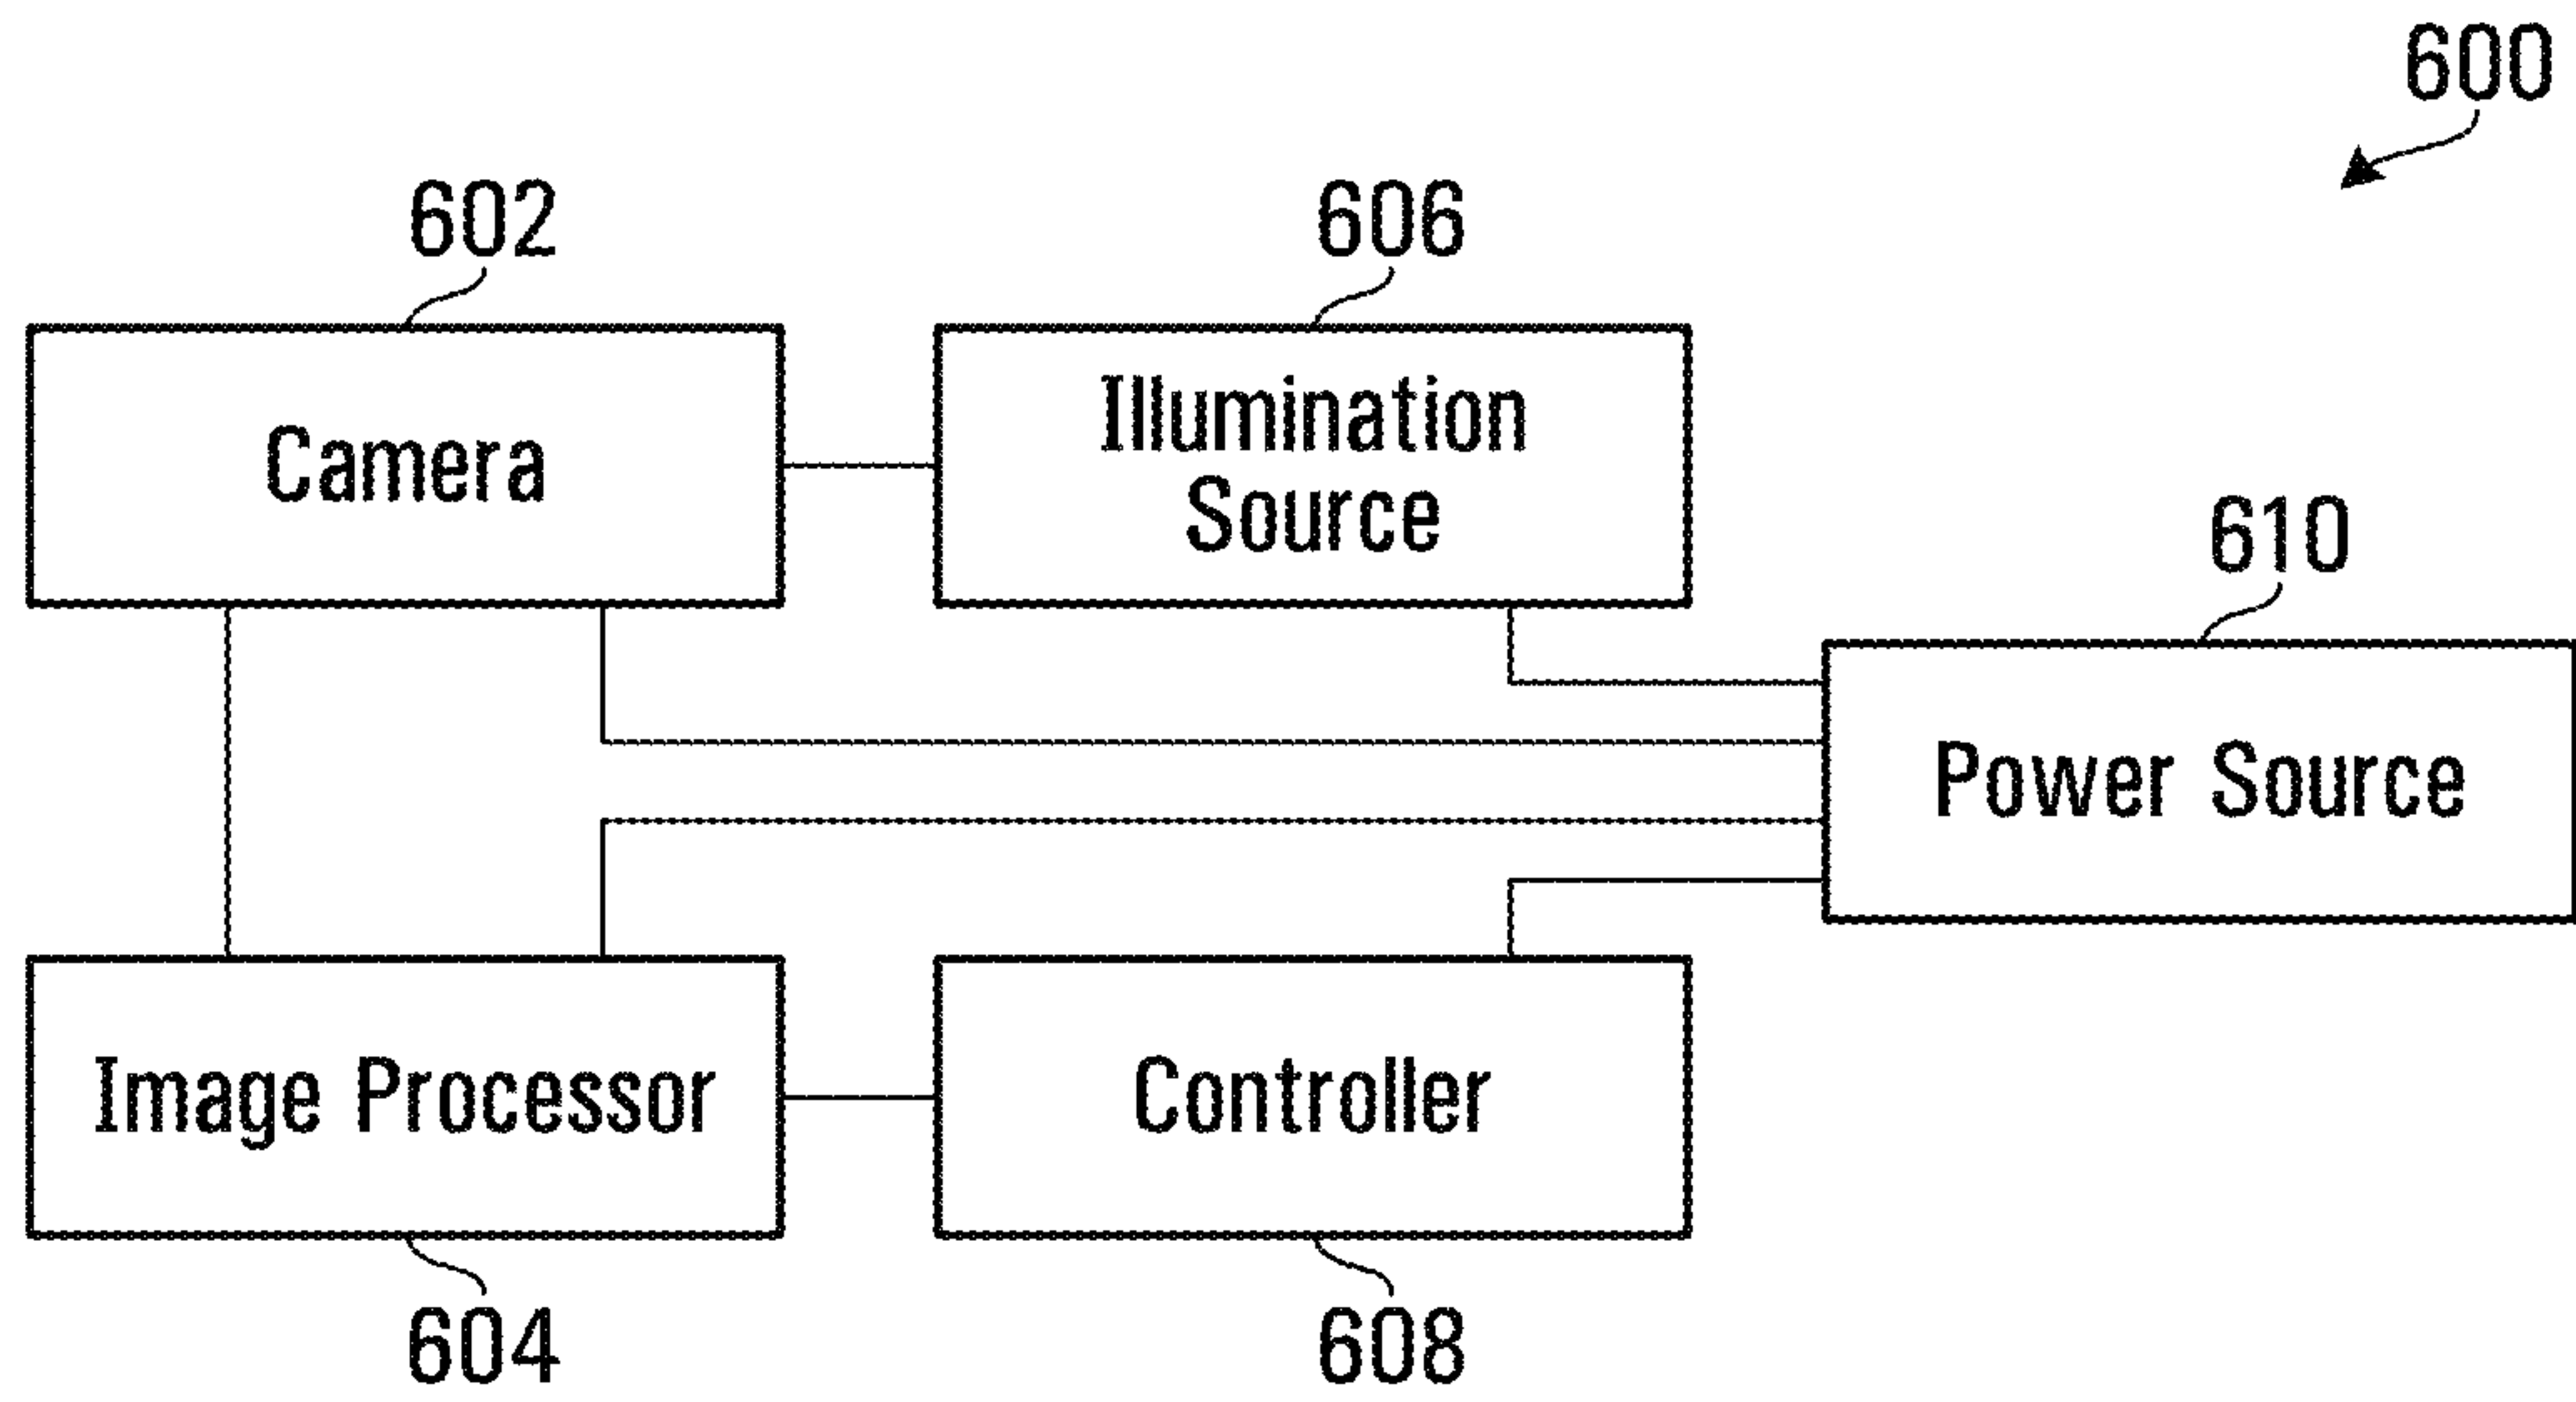 600
602
606
Camera
Illumination
Source
610
Power Source
Image Processor
Controller
604
608